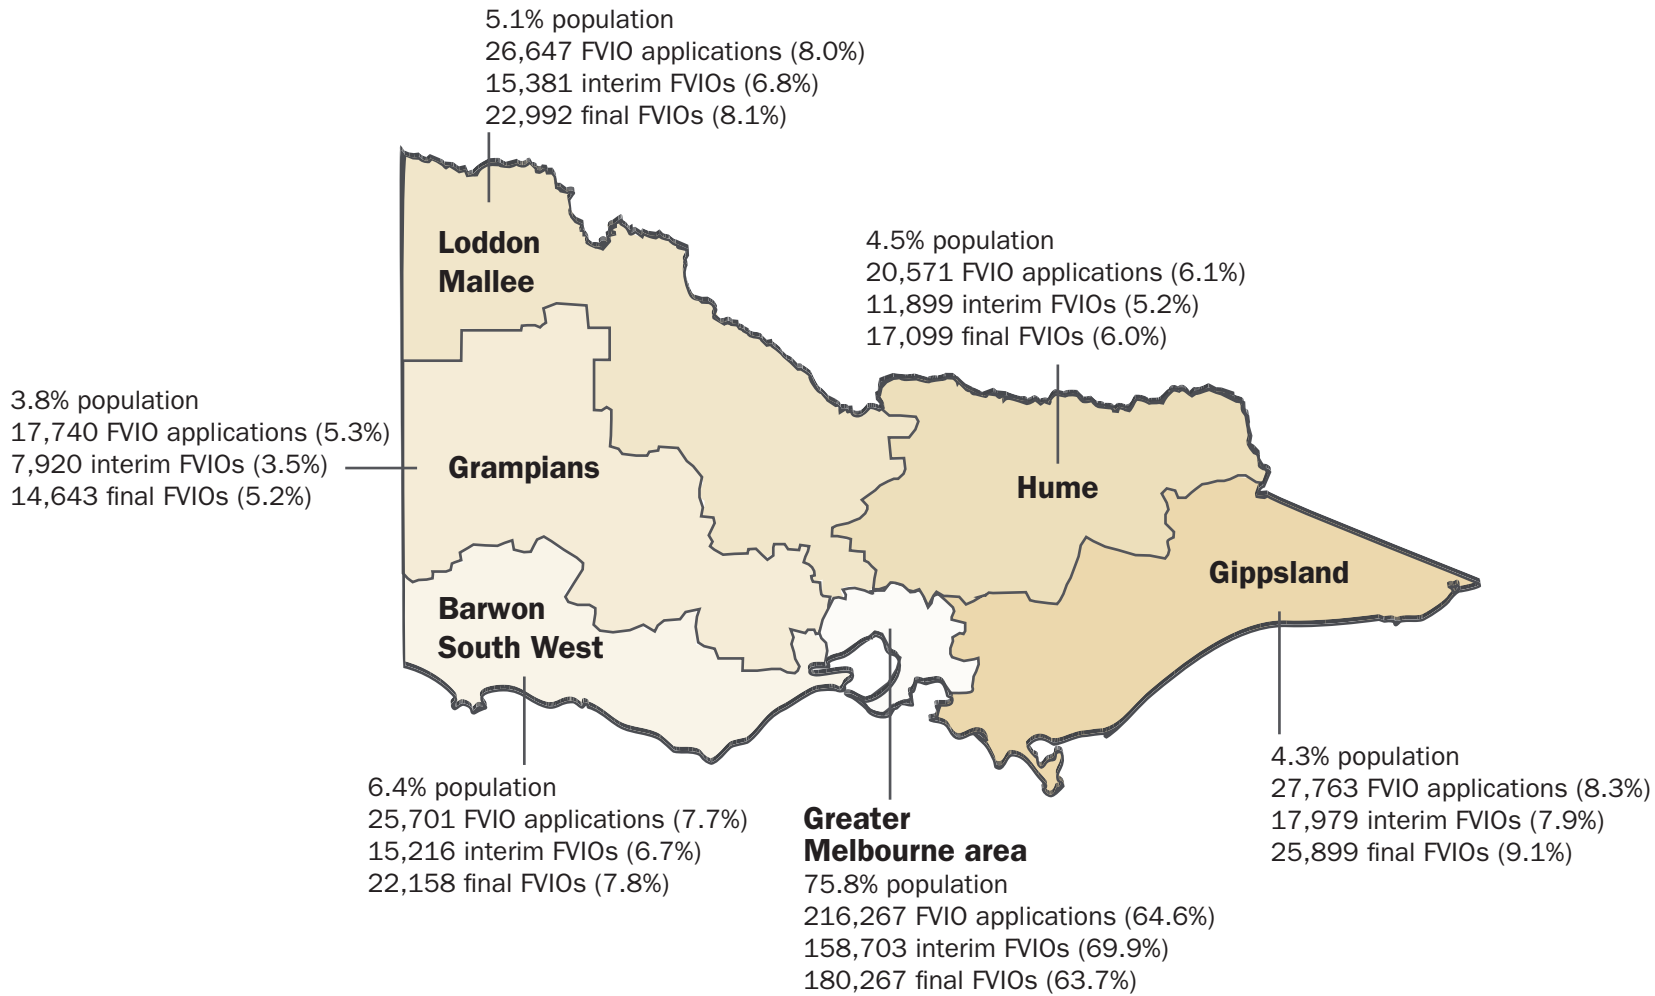 5.1% population
26,647 FVIO applications (8.0%)
15,381 interim FVIOs (6.8%)
22,992 final FVIOs (8.1%)
Loddon
Mallee
4.5% population
20,571 FVIO applications (6.1%)
11,899 interim FVIOs (5.2%)
17,099 final FVIOs (6.0%)
3.8% population
17,740 FVIO applications (5.3%)
7,920 interim FVIOs (3.5%)
14,643 final FVIOs (5.2%)
Grampians
Hume
Gippsland
Barwon
South West
4.3% population
27,763 FVIO applications (8.3%)
17,979 interim FVIOs (7.9%)
25,899 final FVIOs (9.1%)
6.4% population
25,701 FVIO applications (7.7%)
15,216 interim FVIOs (6.7%)
22,158 final FVIOs (7.8%)
Greater
Melbourne area
75.8% population
216,267 FVIO applications (64.6%)
158,703 interim FVIOs (69.9%)
180,267 final FVIOs (63.7%)